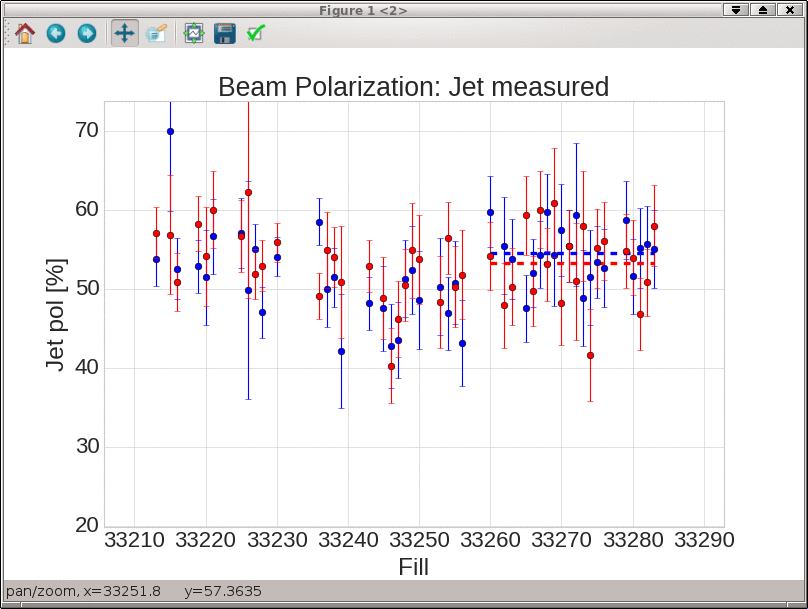 Figure 1 <2>
Beam Polarization: Jet measured
Jet pol [%]
70
60
50
40
30
20
33210 33220 33230 33240 33250 33260 33270 33280 33290
Fill
pan/zoom, x=33251.8 y=57.3635